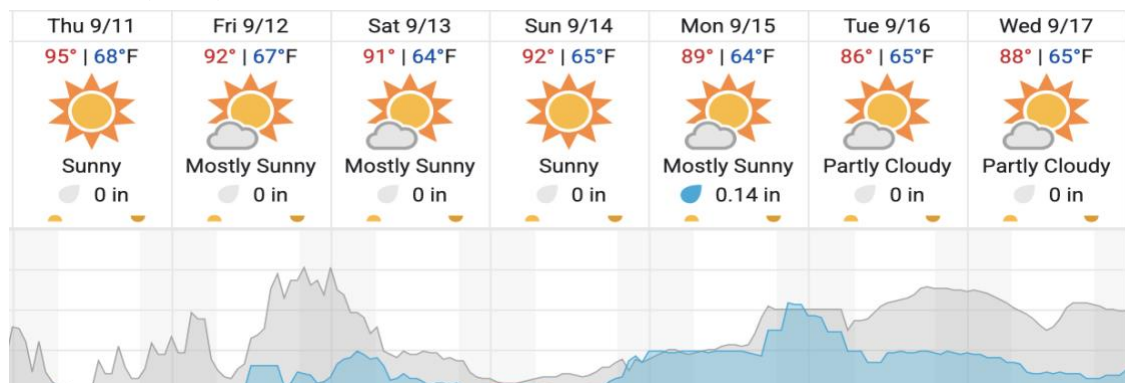 Thu 9/11 Fri 9/12 Sat 9/13 Sun 9/14 Mon 9/15 Tue 9/16 Wed 9/17
95° | 68°F 92° | 67°F 91° | 64°F 92° | 65°F 89° | 64°F 86° | 65°F 88° | 65°F
Sunny Mostly Sunny Mostly Sunny Sunny Mostly Sunny Partly Cloudy Partly Cloudy
0 in 0 in 0 in 0 in 0.14 in 0 in 0 in